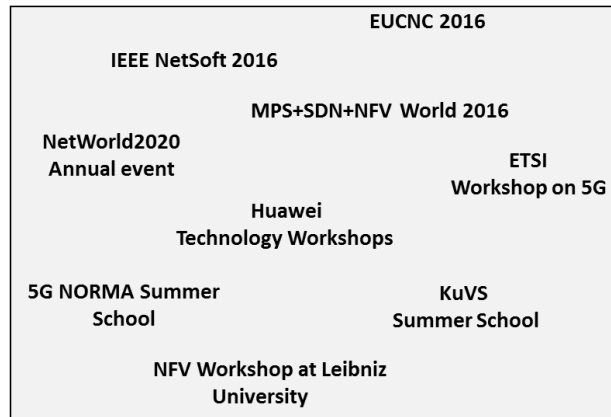 EUCNC 2016
IEEE NetSoft 2016
MPS+SDN+NFV World 2016
NetWorld2020
Annual event
ETSI
Workshop on 5G
Huawei
Technology Workshops
5G NORMA Summer
School
KuVS
Summer School
NFV Workshop at Leibniz
University